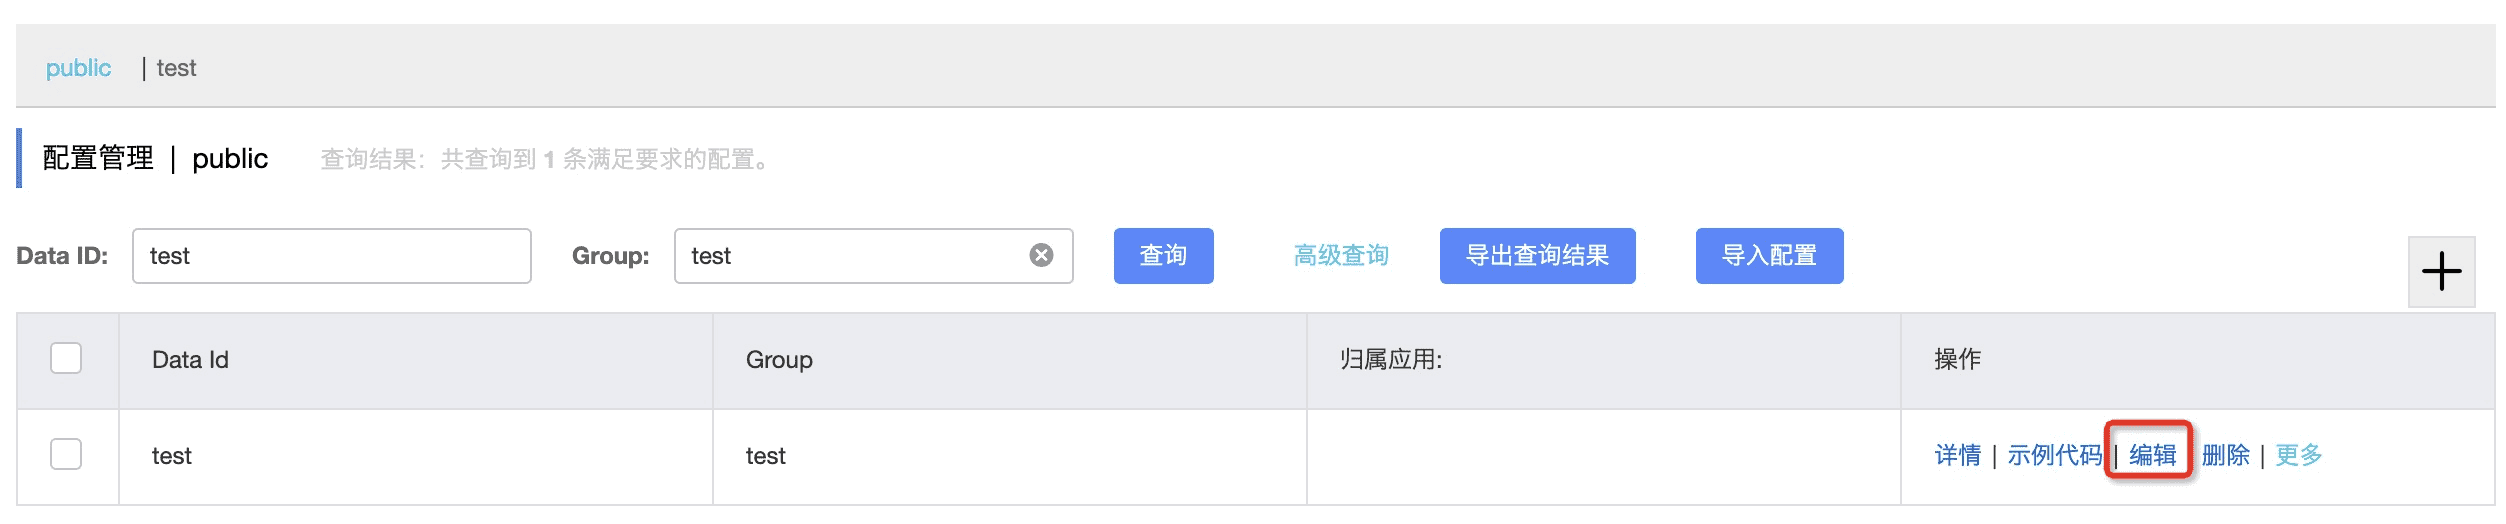 public | test
配置管理 | public 查询结果：共查询到 1 条满足要求的配置。
Data ID: test Group: test 查询 高级查询 导出查询结果 导入配置
Data Id Group 归属应用: 操作
test test 详情 | 示例代码 | 编辑 删除 | 更多